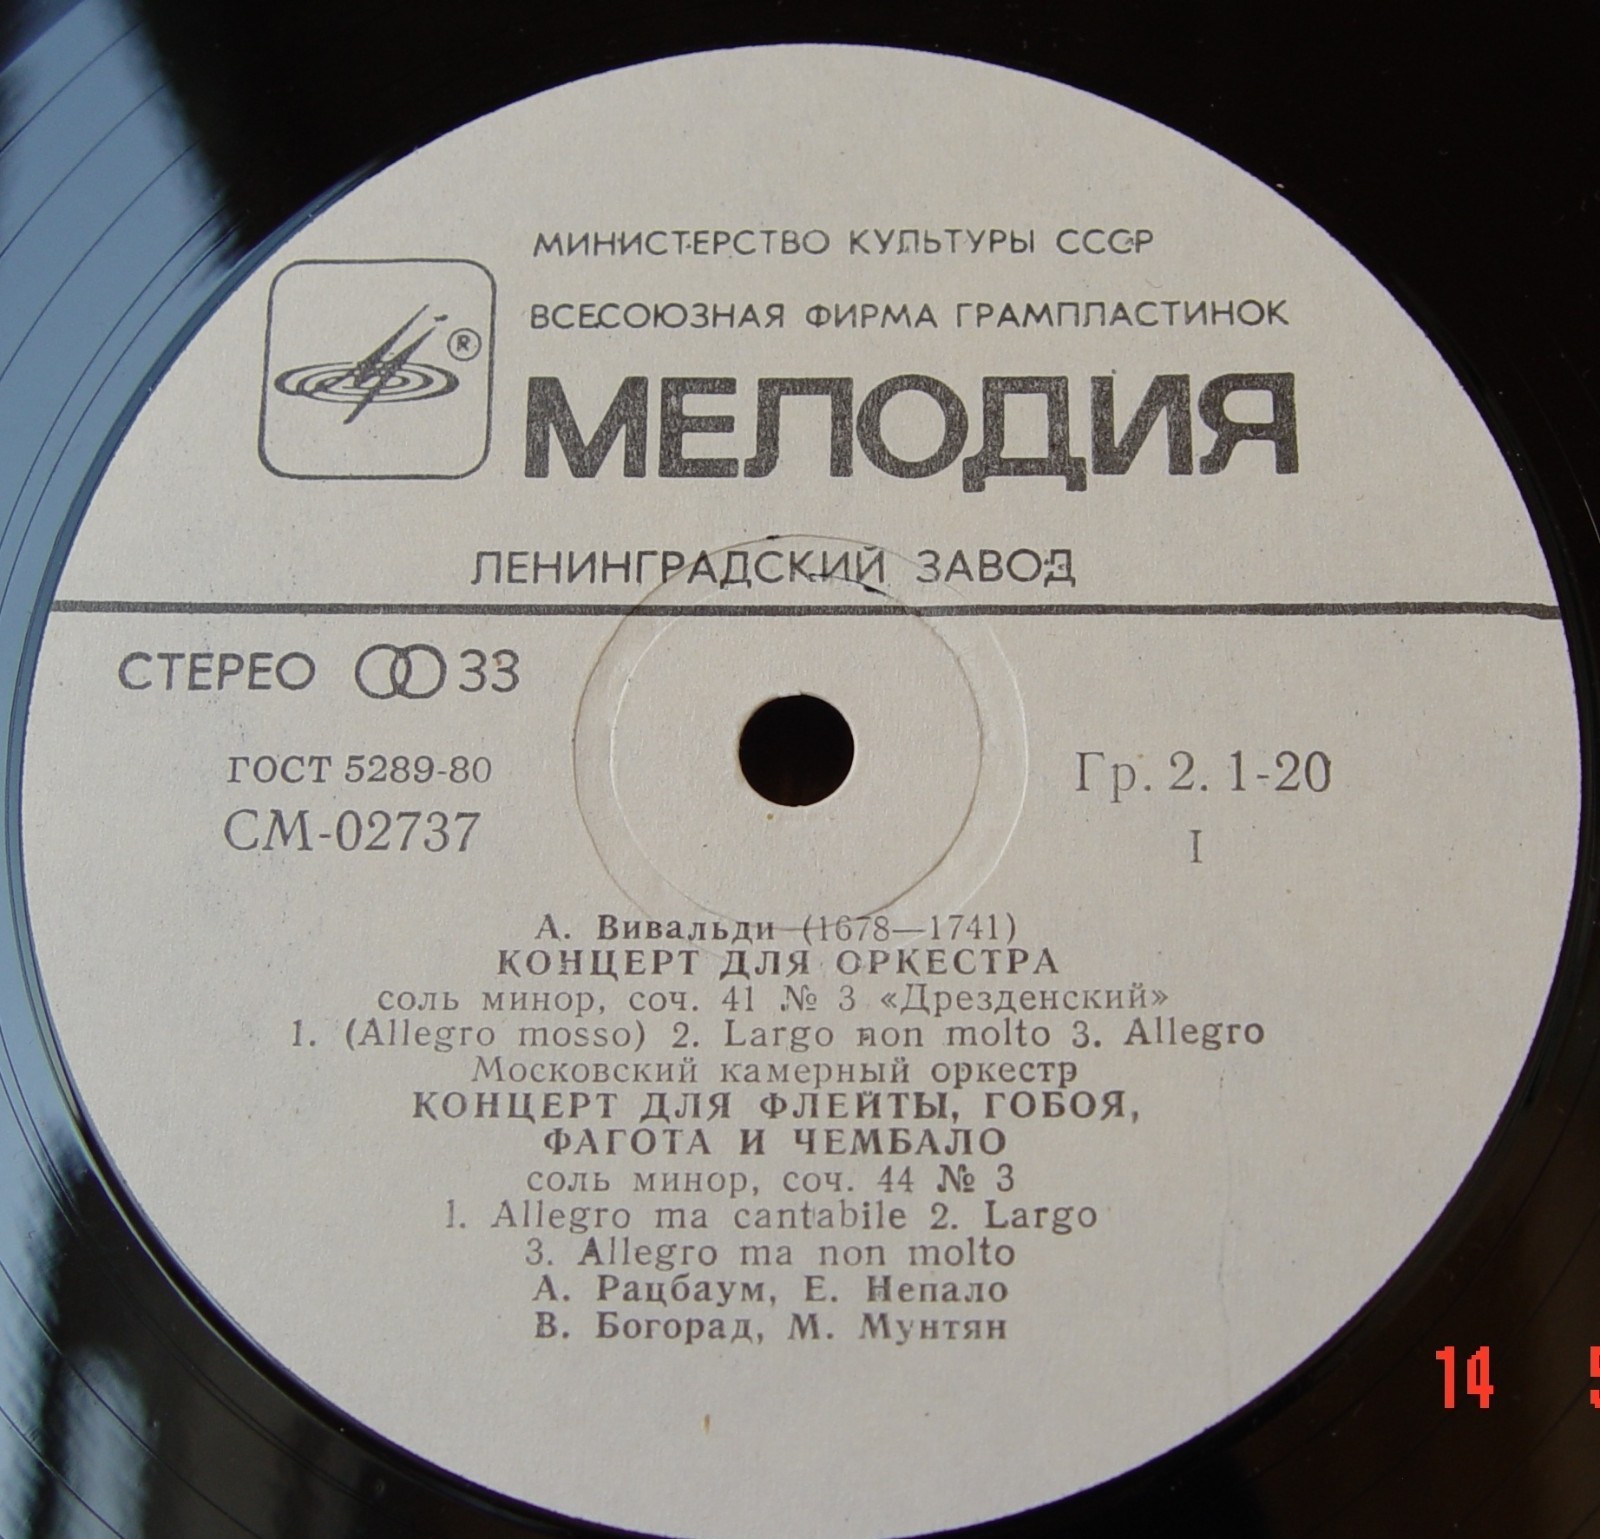 МИНИСТЕРСТВО КУЛЬТУРЫ СССР
ВСЕСОЮЗНАЯ ФИРМА ГРАМПЛАСТИНОК
®
МЕЛОДИЯ
ЛЕНИНГРАДСКИЙ ЗАВОД
СТЕРЕО 33
ГОСТ 5289-80
СМ-02737
Гр. 2. 1-20
I
А. Вивальди (1678—1741)
КОНЦЕРТ ДЛЯ ОРКЕСТРА
соль минор, соч. 41 № 3 «Дрезденский»
1. (Allegro mosso) 2. Largo non molto 3. Allegro
Московский камерный оркестр
КОНЦЕРТ ДЛЯ ФЛЕЙТЫ, ГОБОЯ,
ФАГОТА И ЧЕМБАЛО
соль минор, соч. 44 № 3
1. Allegro ma cantabile 2. Largo
3. Allegro ma non molto
А. Рацбаум, Е. Непало
В. Богорад, М. Мунтян
14